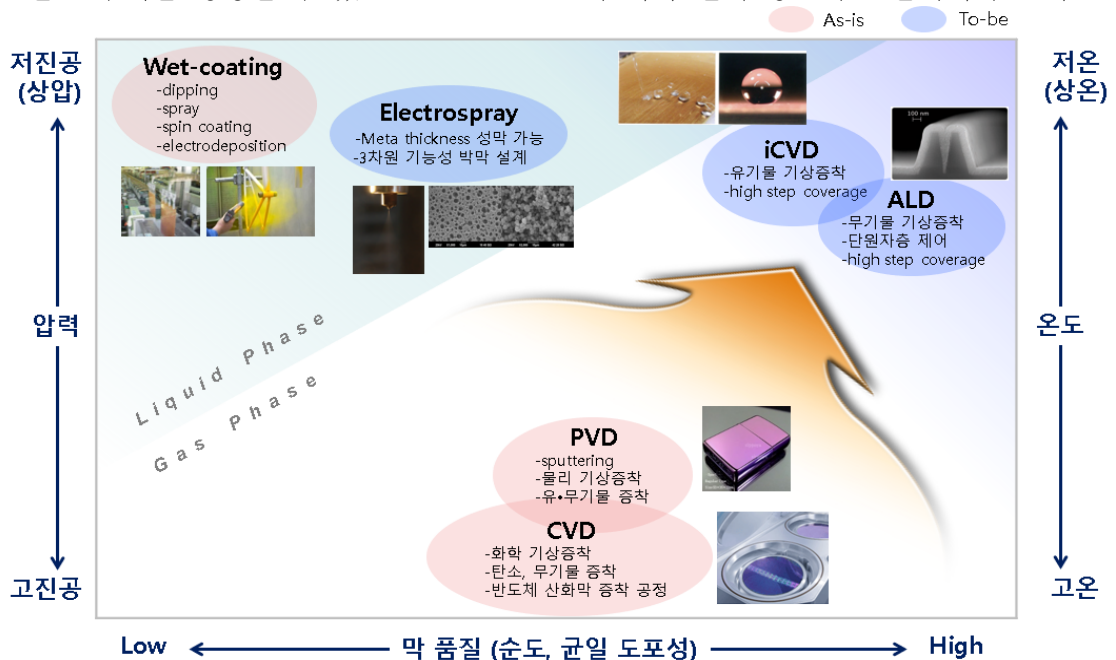 As-is
To-be
저진공
(상압)
압력
고진공
저온
(상온)
온도
고온
Wet-coating
-dipping
-spray
-spin coating
-electrodeposition
Electrospray
-Meta thickness 성막 가능
-3차원 기능성 박막 설계
iCVD
-유기물 기상증착
-high step coverage
100 nm
ALD
-무기물 기상증착
-단원자층 제어
-high step coverage
Liquid Phase
Gas Phase
PVD
-sputtering
-물리 기상증착
-유•무기물 증착
CVD
-화학 기상증착
-탄소, 무기물 증착
-반도체 산화막 증착 공정
Low
막 품질 (순도, 균일 도포성)
High